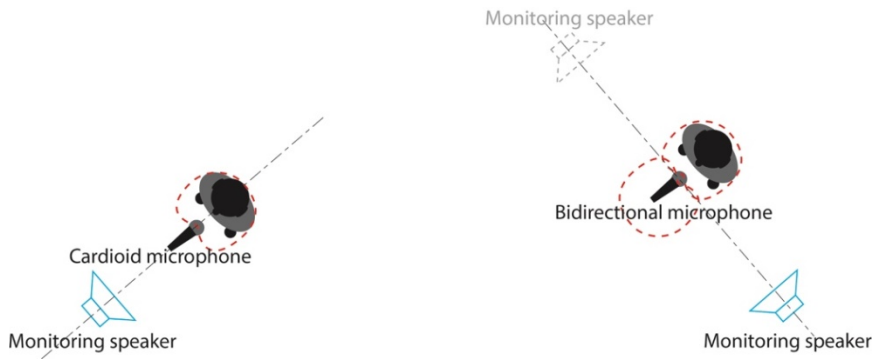 Monitoring speaker
Cardioid microphone
Bidirectional microphone
Monitoring speaker
Monitoring speaker